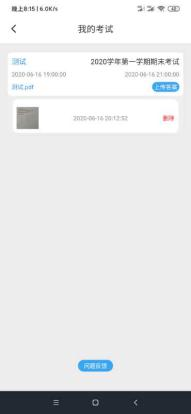 晚上8:15 | 6.0K/s
我的考试
测试 2020学年第一学期期末考试
2020-06-16 19:00:00 2020-06-16 21:00:00
测试.pdf 上传答案
2020-06-16 20:12:52 删除
问题反馈